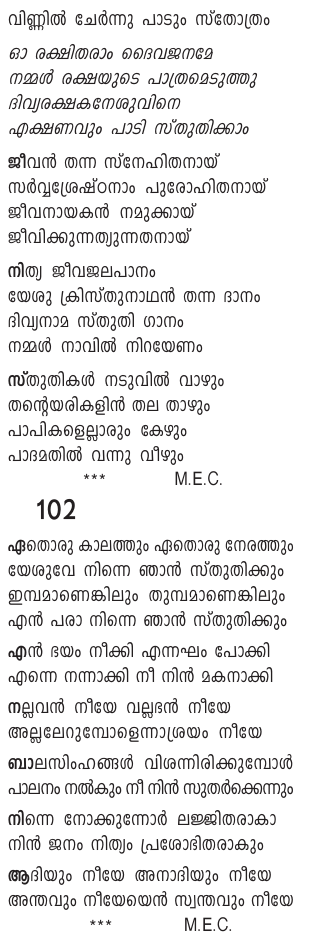 വിണ്ണിൽ ചേർന്നു പാടും സ്തോത്രം
ഓ രക്ഷിതരാം ദൈവജനമേ
നമ്മൾ രക്ഷയുടെ പാത്രമെടുത്തു
ദിവ്യരക്ഷകനേശുവിനെ
എക്ഷണവും പാടി സ്തുതിക്കാം
ജീവൻ തന്ന സ്നേഹിതനായ്
സർവ്വശ്രേഷ്ഠനാം പുരോഹിതനായ്
ജീവനായകൻ നമുക്കായ്
ജീവിക്കുന്നത്യുന്നതനായ്
നിത്യ ജീവജലപാനം
യേശു ക്രിസ്തുനാഥൻ തന്ന ദാനം
ദിവ്യനാമ സ്തുതി ഗാനം
നമ്മൾ നാവിൽ നിറയേണം
സ്തുതികൾ നടുവിൽ വാഴും
തന്റെയരികളിൻ തല താഴും
പാപികളെല്ലാരും കേഴും
പാദമതിൽ വന്നു വീഴും
*** M.E.C.
102
ഏതൊരു കാലത്തും ഏതൊരു നേരത്തും
യേശുവേ നിന്നെ ഞാൻ സ്തുതിക്കും
ഇമ്പമാണെങ്കിലും തുമ്പമാണെങ്കിലും
എൻ പരാ നിന്നെ ഞാൻ സ്തുതിക്കും
എൻ ഭയം നീക്കി എന്നഘം പോക്കി
എന്നെ നന്നാക്കി നീ നിൻ മകനാക്കി
നല്ലവൻ നീയേ വല്ലഭൻ നീയേ
അല്ലലേറുമ്പോളെന്നാശ്രയം നീയേ
ബാലസിംഹങ്ങൾ വിശന്നിരിക്കുമ്പോൾ
പാലനം നൽകും നീ നിൻ സുതർക്കെന്നും
നിന്നെ നോക്കുന്നോർ ലജ്ജിതരാകാ
നിൻ ജനം നിത്യം പ്രശോഭിതരാകും
ആദിയും നീയേ അനാദിയും നീയേ
അന്തവും നീയേയെൻ സ്വന്തവും നീയേ
*** M.E.C.